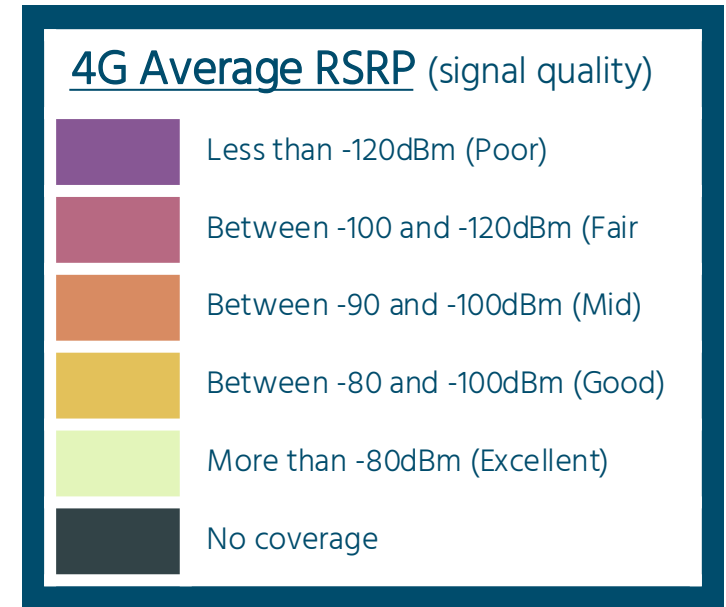 4G Average RSRP (signal quality)
Less than -120dBm (Poor)
Between -100 and -120dBm (Fair
Between -90 and -100dBm (Mid)
Between -80 and -100dBm (Good)
More than -80dBm (Excellent)
No coverage